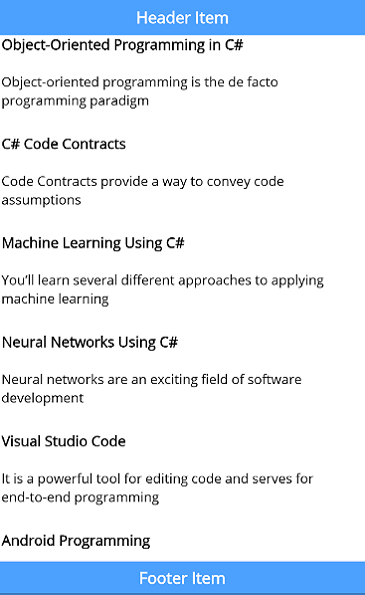 Header Item
Object-Oriented Programming in C#
Object-oriented programming is the de facto
programming paradigm
C# Code Contracts
Code Contracts provide a way to convey code
assumptions
Machine Learning Using C#
You’ll learn several different approaches to applying
machine learning
Neural Networks Using C#
Neural networks are an exciting field of software
development
Visual Studio Code
It is a powerful tool for editing code and serves for
end-to-end programming
Android Programming
Footer Item